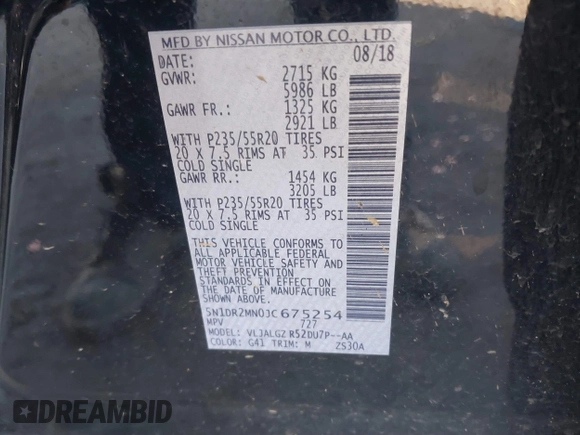 MFD BY NISSAN MOTOR CO., LTD.
DATE: 08/18
GVWR: 2715 KG
5986 LB
GAWR FR.: 1325 KG
2921 LB
WITH P235/55R20 TIRES
20 X 7.5 RIMS AT 35 PSI
COLD SINGLE
GAWR RR.: 1454 KG
3205 LB
WITH P235/55R20 TIRES
20 X 7.5 RIMS AT 35 PSI
COLD SINGLE
THIS VEHICLE CONFORMS TO
ALL APPLICABLE FEDERAL
MOTOR VEHICLE SAFETY AND
THEFT PREVENTION
STANDARDS IN EFFECT ON THE
DATE OF MANUFACTURE SHOWN
ABOVE.
5N1DR2MN0JC675254
MPV 727
MODEL: VLJALGZ R52DU7P--AA
COLOR: G41 TRIM: M ZS30A
DREAMBID